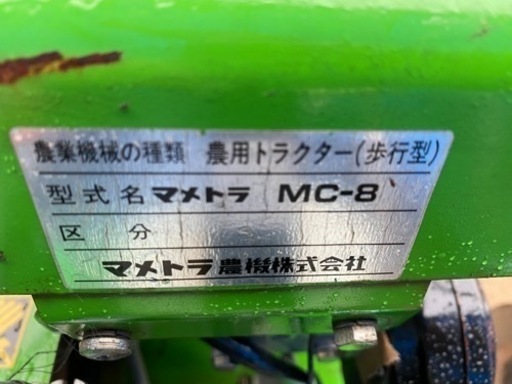 農業機械の種類 農用トラクター(歩行型)
型式名 マメトラ MC-8
区分
マメトラ農機株式会社